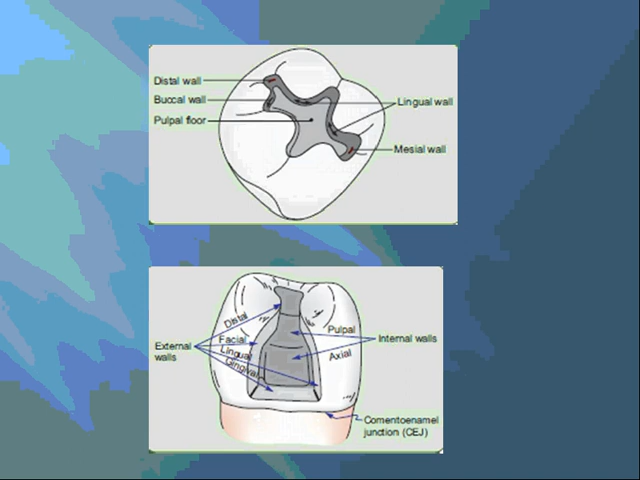 Distal wall
Buccal wall
Pulpal floor
Lingual wall
Mesial wall
External
walls
Distal
Facial
Lingual
Gingival
Pulpal
Axial
Internal walls
Comentoenamel
junction (CEJ)